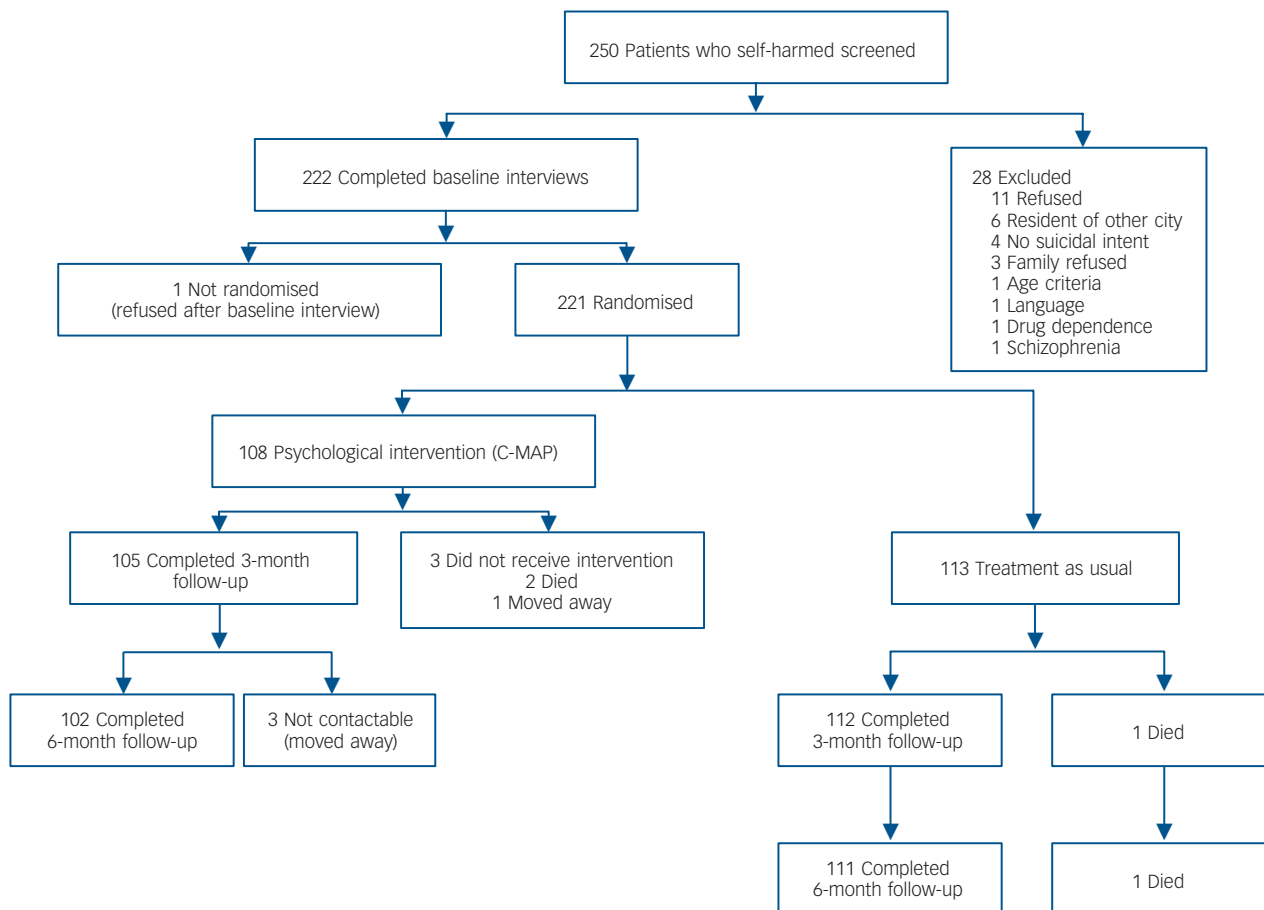 250 Patients who self-harmed screened
222 Completed baseline interviews
28 Excluded
11 Refused
6 Resident of other city
4 No suicidal intent
3 Family refused
1 Age criteria
1 Language
1 Drug dependence
1 Schizophrenia
1 Not randomised
(refused after baseline interview)
221 Randomised
108 Psychological intervention (C-MAP)
105 Completed 3-month
follow-up
3 Did not receive intervention
2 Died
1 Moved away
113 Treatment as usual
102 Completed
6-month follow-up
3 Not contactable
(moved away)
112 Completed
3-month follow-up
1 Died
111 Completed
6-month follow-up
1 Died